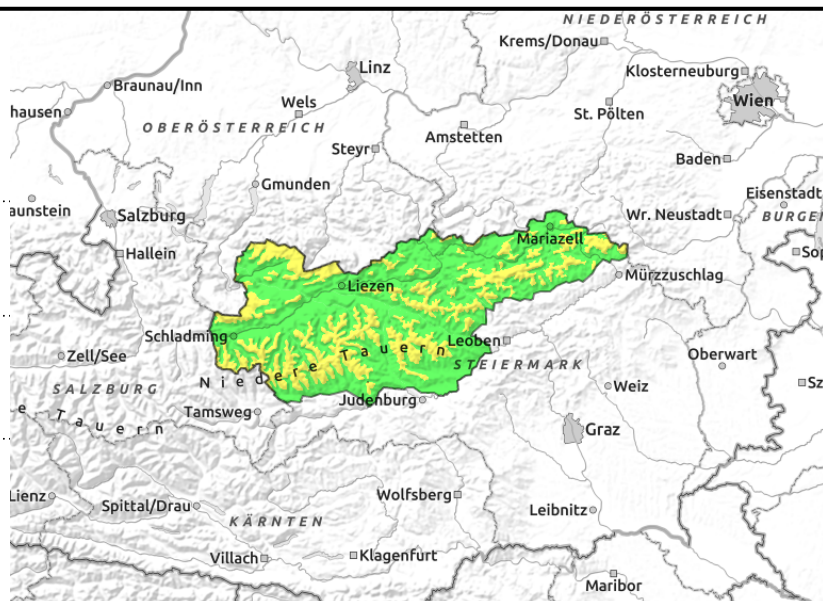 NIEDERÖSTERREICH
Krems/Donau
Linz
Klosterneuburg
Braunau/Inn
Wels
Wien
hausen
St. Pölten
OBERÖSTERREICH
Amstetten
Steyr
Baden
Gmunden
Eisenstadt
aunstein
Salzburg
Wr. Neustadt
BURGEN
Mariazell
Hallein
Sop
Mürzzuschlag
Liezen
Schladming
Leoben
Zell/See
Niedere Tauern
Oberwart
STEIERMARK
SALZBURG
Weiz
Sz
Tamsweg
Judenburg
e Tauern
Graz
Lienz
Wolfsberg
Spittal/Drau
Leibnitz
KÄRNTEN
Villach
Klagenfurt
Maribor